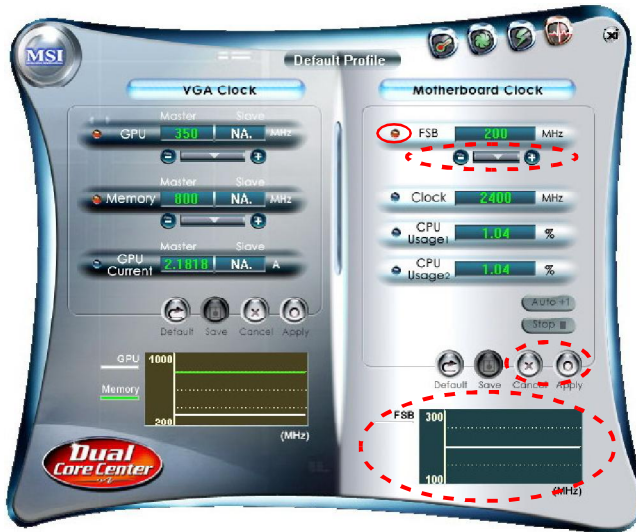 MSI
Default Profile
VGA Clock
Master Slave
GPU 350 NA. MHz
Master Slave
Memory 800 NA. MHz
Master Slave
GPU Current 2.1818 NA. A
Default Save Cancel Apply
GPU 1000
Memory
200
(MHz)
Dual
Core Center
Motherboard Clock
FSB 200 MHz
Clock 2400 MHz
CPU Usage1 1.04 %
CPU Usage2 1.04 %
Auto +1
Stop
Default Save Cancel Apply
FSB 300
100
(MHz)